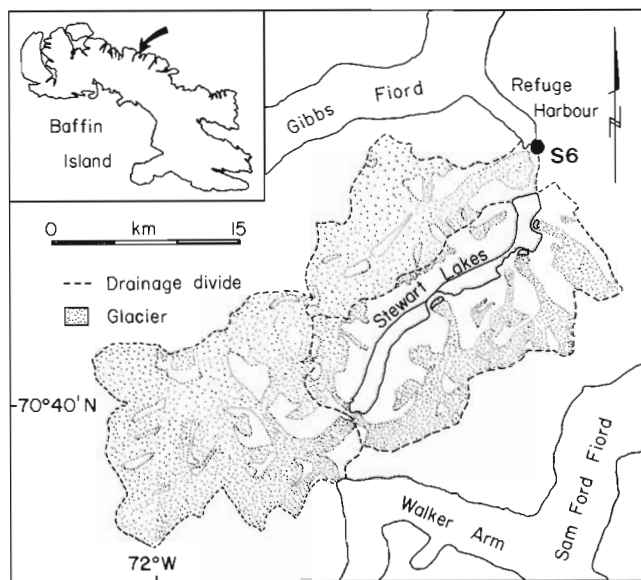 Baffin
Island
Gibbs Fiord
Refuge
Harbour
S6
N
0 km 15
Drainage divide
Glacier
Stewart Lakes
70°40'N
72°W
Walker Arm
Sam Ford Fiord